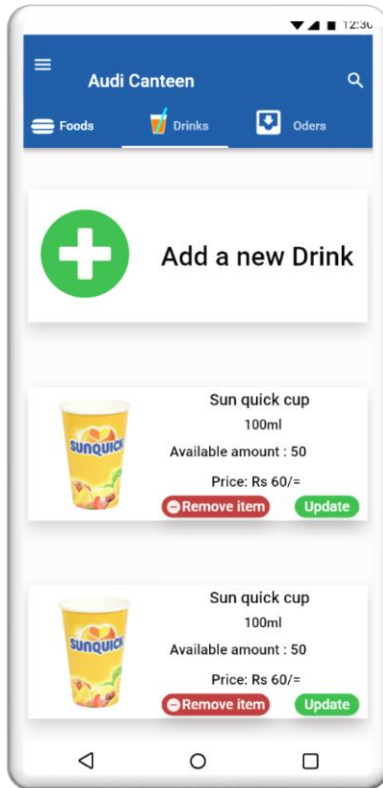 12:30
Audi Canteen
Foods Drinks Oders
Add a new Drink
Sun quick cup
SUNQUICK
100ml
Available amount : 50
Price: Rs 60/=
Remove item Update
Sun quick cup
SUNQUICK
100ml
Available amount : 50
Price: Rs 60/=
Remove item Update